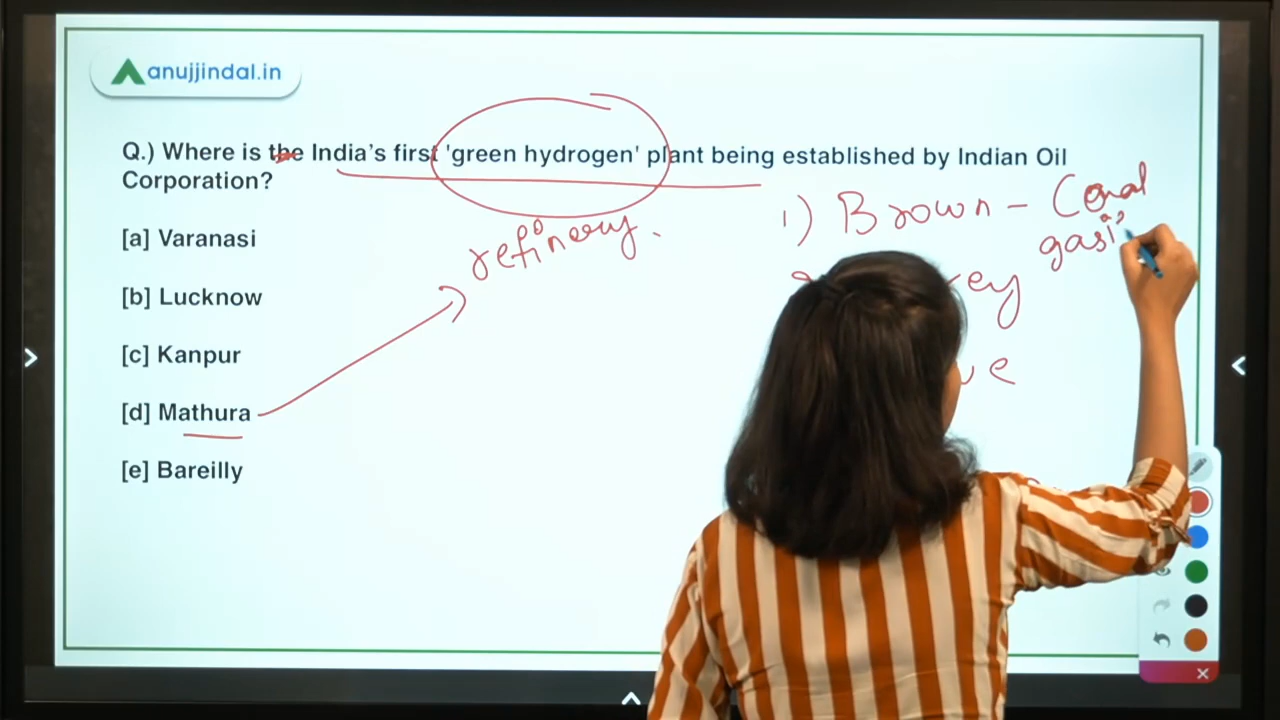 anujjindal.in
Q.) Where is the India's first 'green hydrogen' plant being established by Indian Oil
Corporation?
[a] Varanasi
[b] Lucknow
[c] Kanpur
[d] Mathura
[e] Bareilly
refinery.
1) Brown - Coal
gasi